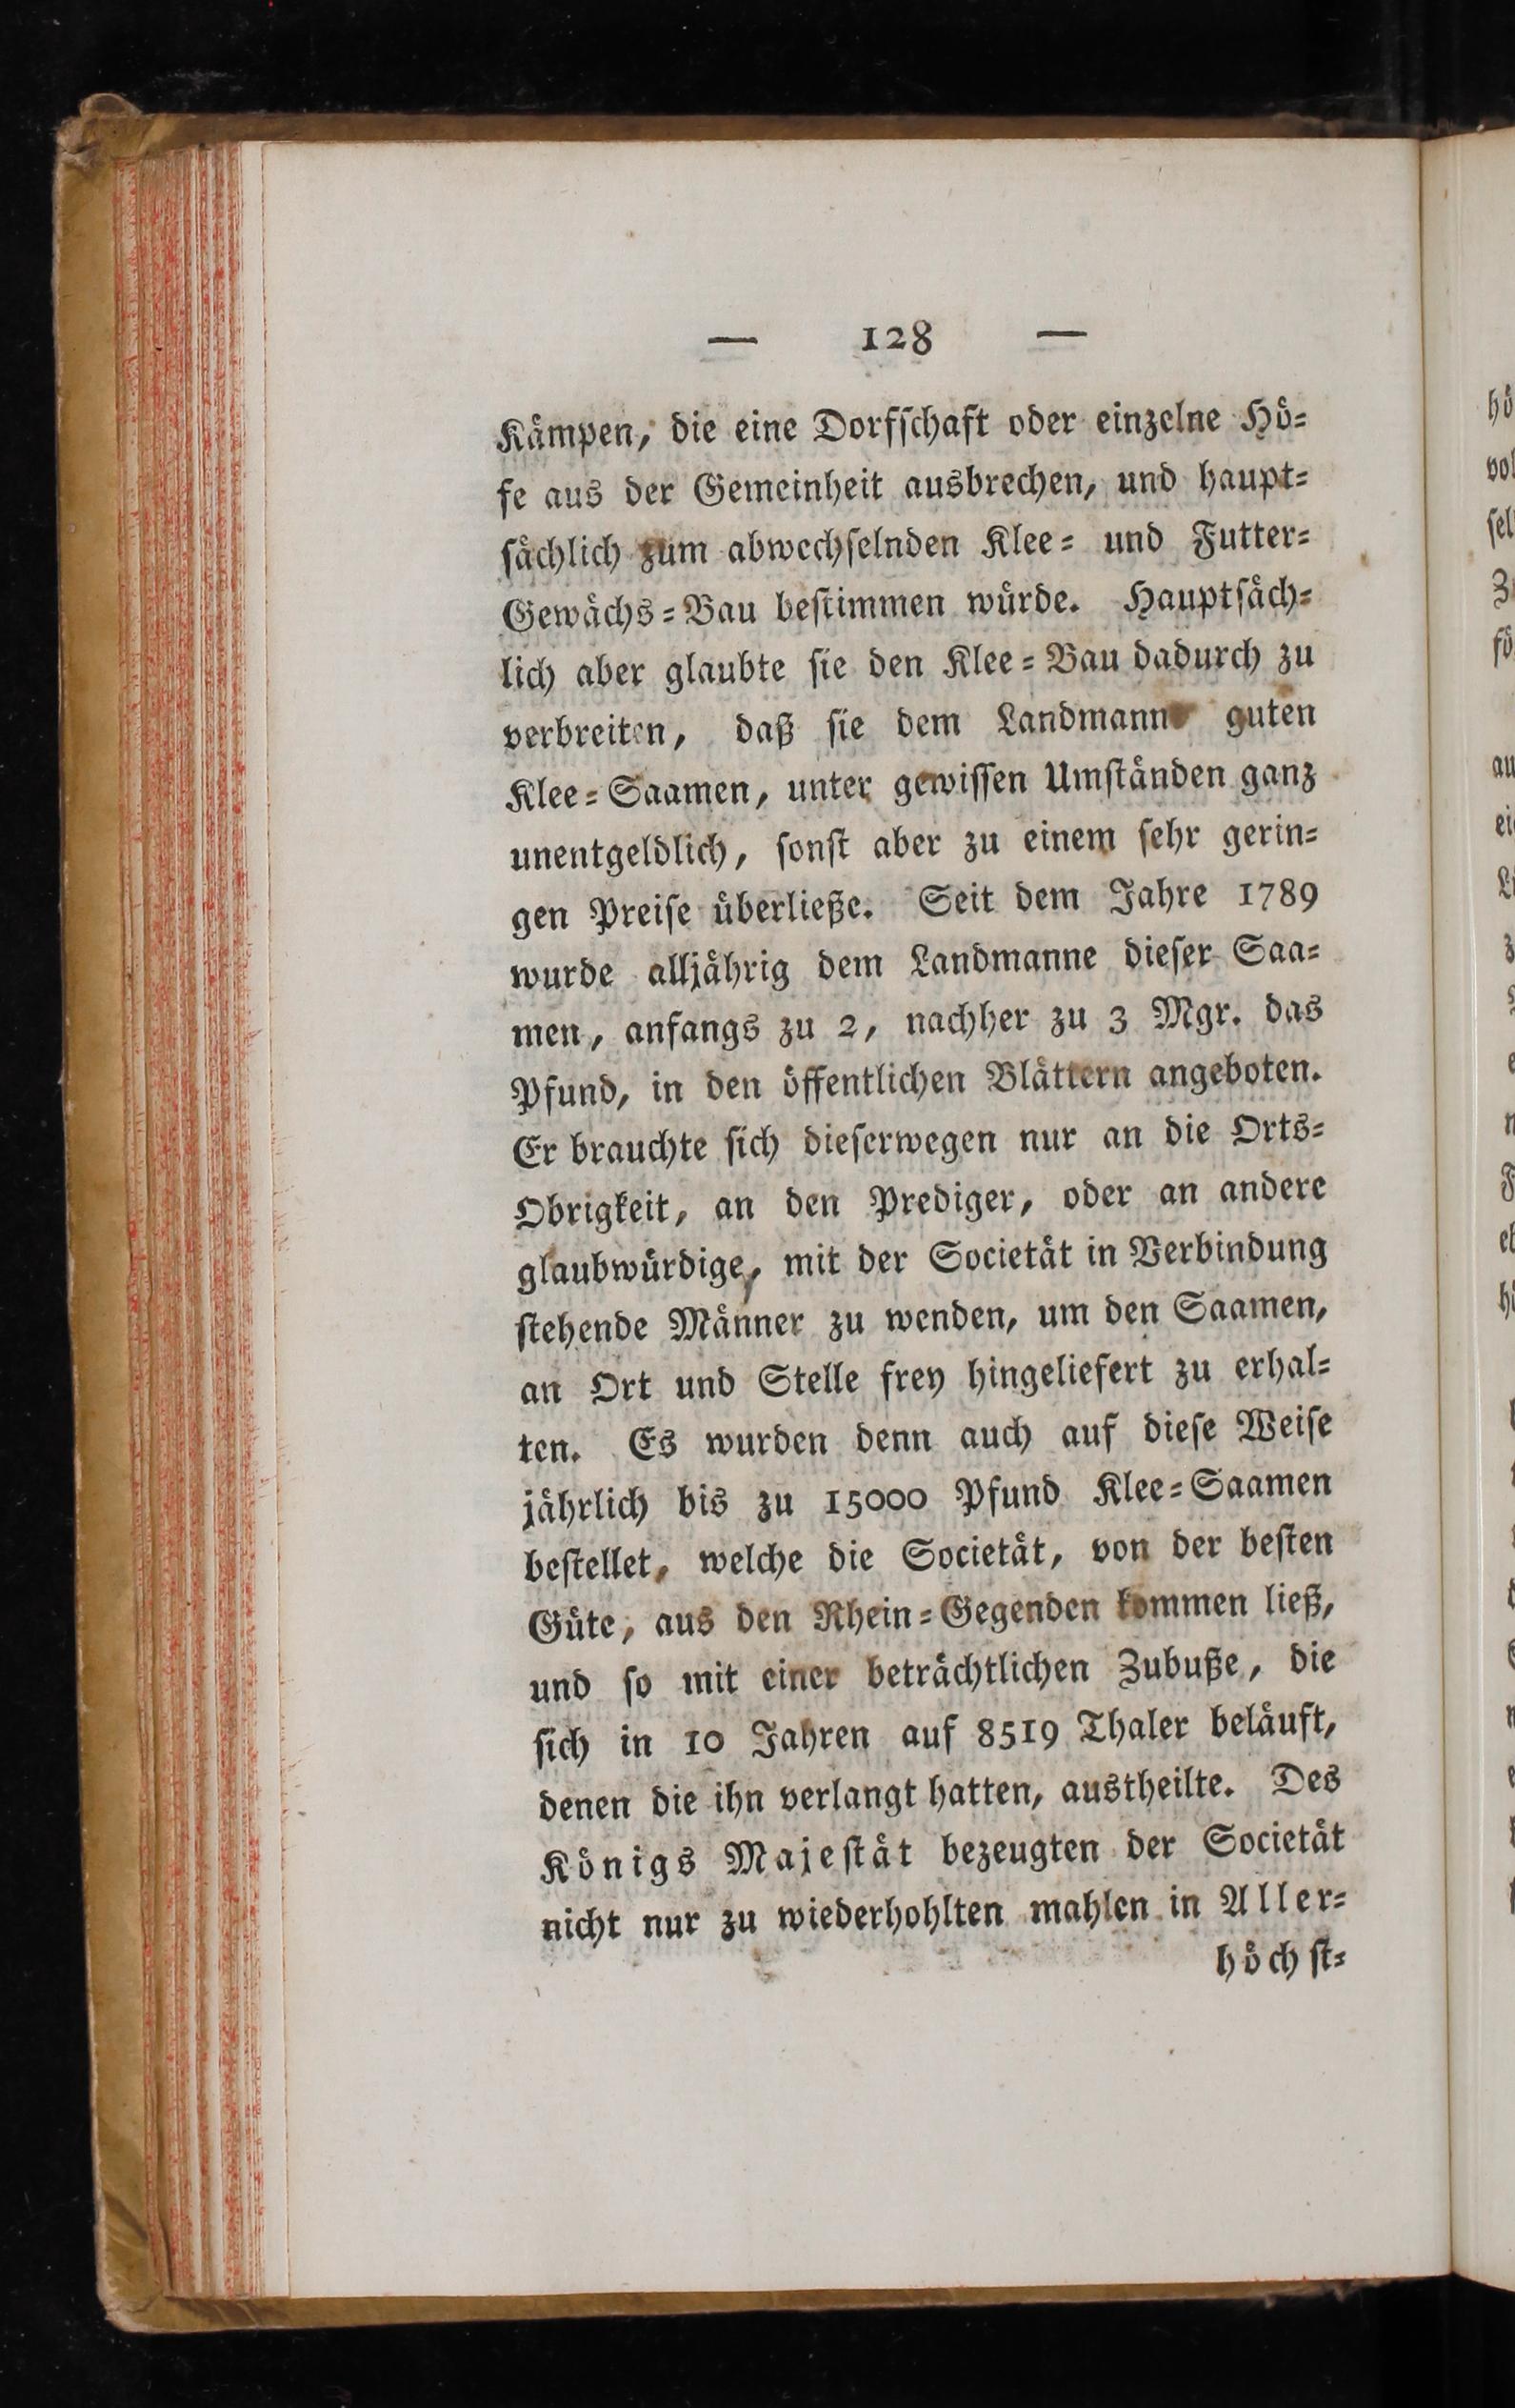 — 128 —
Kämpen, die eine Dorfſchaft oder einzelne Hö=
fe aus der Gemeinheit ausbrechen, und haupt=
ſächlich zum abwechſelnden Klee= und Futter=
Gewächs=Bau beſtimmen würde. Hauptſäch=
lich aber glaubte ſie den Klee=Bau dadurch zu
verbreiten, daß ſie dem Landmanne guten
Klee=Saamen, unter gewiſſen Umſtänden ganz
unentgeldlich, ſonſt aber zu einem ſehr gerin=
gen Preiſe überließe. Seit dem Jahre 1789
wurde alljährig dem Landmanne dieſer Saa=
men, anfangs zu 2, nachher zu 3 Mgr. das
Pfund, in den öffentlichen Blättern angeboten.
Er brauchte ſich dieſerwegen nur an die Orts=
Obrigkeit, an den Prediger, oder an andere
glaubwürdige, mit der Societät in Verbindung
ſtehende Männer zu wenden, um den Saamen,
an Ort und Stelle frey hingeliefert zu erhal=
ten. Es wurden denn auch auf dieſe Weiſe
jährlich bis zu 15000 Pfund Klee=Saamen
beſtellet, welche die Societät, von der beſten
Güte, aus den Rhein=Gegenden kommen ließ,
und ſo mit einer beträchtlichen Zubuße, die
ſich in 10 Jahren auf 8519 Thaler beläuft,
denen die ihn verlangt hatten, austheilte. Des
Königs Majeſtät bezeugten der Societät
nicht nur zu wiederhohlten mahlen in Aller=
höchſt=